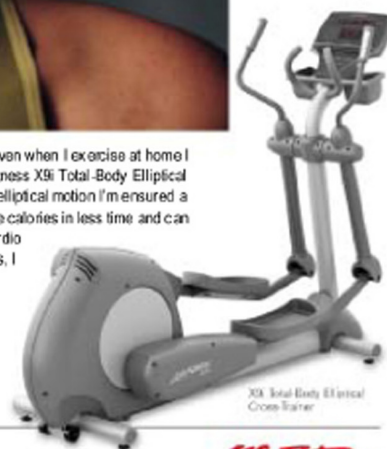 ven when I exercise at home I
tness X9i Total-Body Elliptical
elliptical motion I'm ensured a
e calories in less time and can
rdio
s, I
X9i Total-Body Elliptical
Cross-Trainer